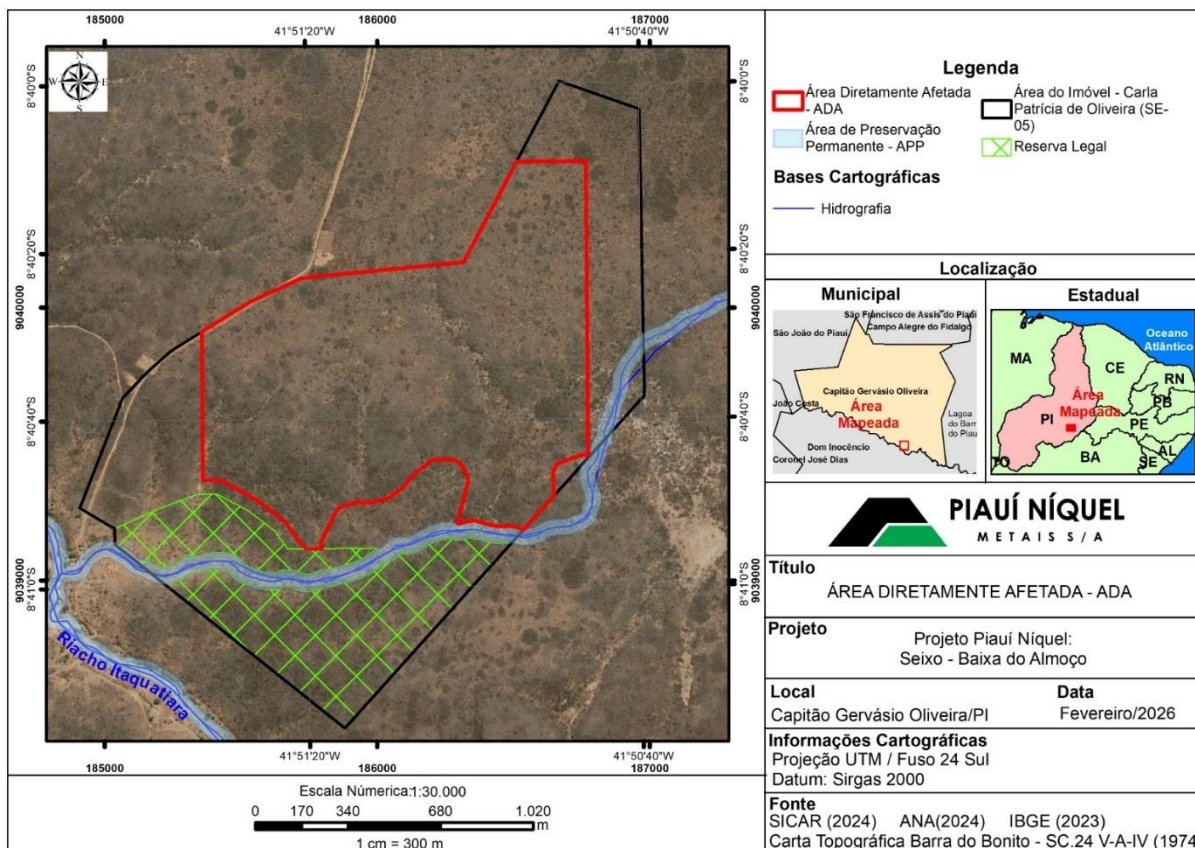 185000
186000
187000
41°51'20"W
41°50'40"W
N
W
E
S
8°40'0"S
8°40'0"S
8°40'20"S
8°40'20"S
9040000
9040000
8°40'40"S
8°40'40"S
9039000
9039000
8°41'0"S
8°41'0"S
Riacho Itaquatiara
185000
186000
187000
41°51'20"W
41°50'40"W
Escala Númerica:1:30.000
0 170 340 680 1.020
m
1 cm = 300 m
Legenda
Área Diretamente Afetada
- ADA
Área de Preservação
Permanente - APP
Área do Imóvel - Carla
Patrícia de Oliveira (SE-
05)
Reserva Legal
Bases Cartográficas
Hidrografia
Localização
Municipal
São Francisco de Assis do Piauí
São João do Piauí
Campo Alegre do Fidalgo
Capitão Gervásio Oliveira
João Costa
Área
Mapeada
Lagoa
do Barr
do Piau
Dom Inocêncio
Coronel José Dias
Estadual
Oceano
Atlântico
MA
CE
RN
PB
Área
Mapeada
PI
PE
TO
BA
AL
SE
PIAUÍ NÍQUEL
METAIS S/A
Título
ÁREA DIRETAMENTE AFETADA - ADA
Projeto
Projeto Piauí Níquel:
Seixo - Baixa do Almoço
Local
Capitão Gervásio Oliveira/PI
Data
Fevereiro/2026
Informações Cartográficas
Projeção UTM / Fuso 24 Sul
Datum: Sirgas 2000
Fonte
SICAR (2024) ANA(2024) IBGE (2023)
Carta Topográfica Barra do Bonito - SC.24 V-A-IV (1974